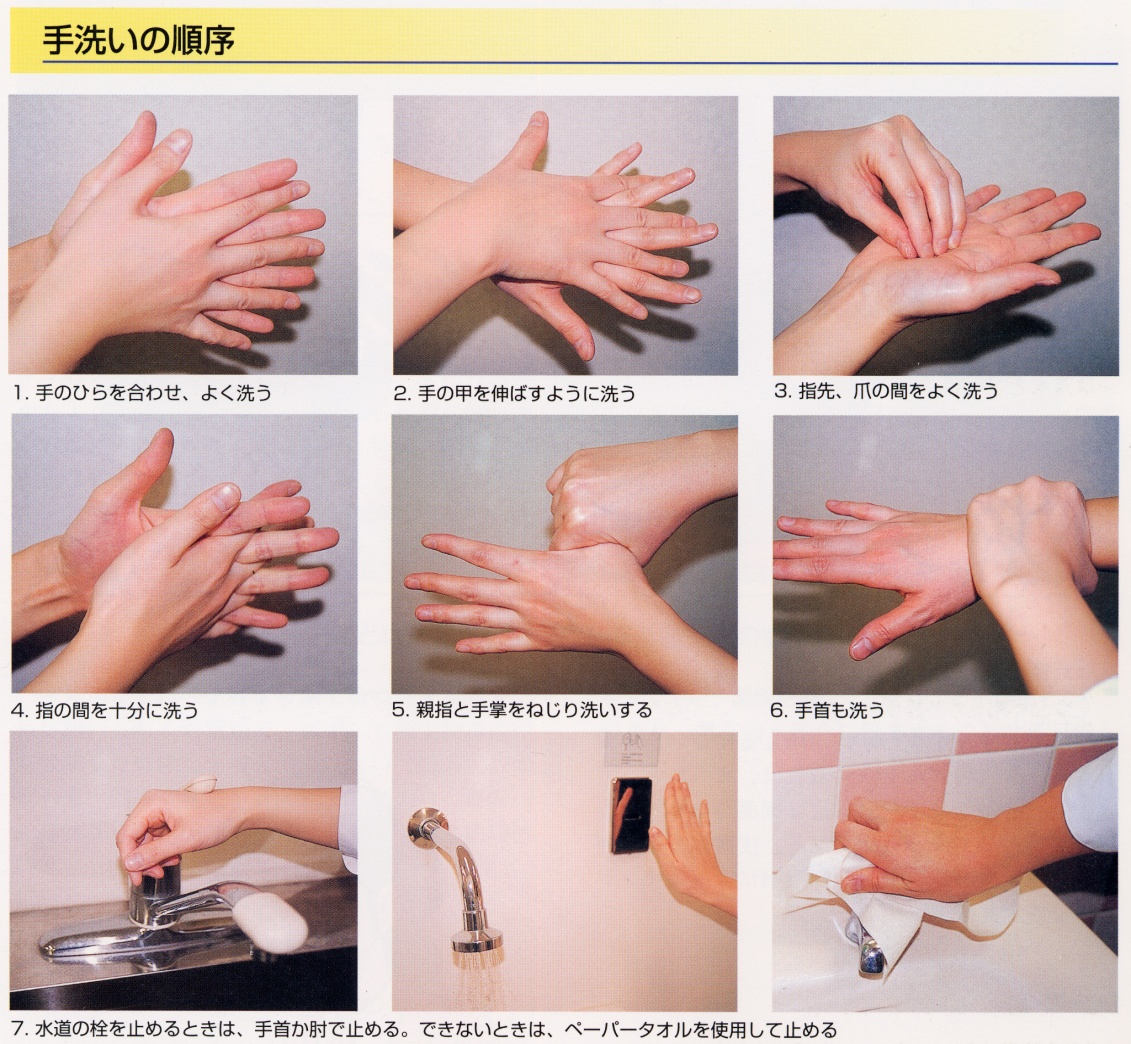 手洗いの順序
1. 手のひらを合わせ、よく洗う
2. 手の甲を伸ばすように洗う
3. 指先、爪の間をよく洗う
4. 指の間を十分に洗う
5. 親指と手掌をねじり洗いする
6. 手首も洗う
7. 水道の栓を止めるときは、手首か肘で止める。できないときは、ペーパータオルを使用して止める